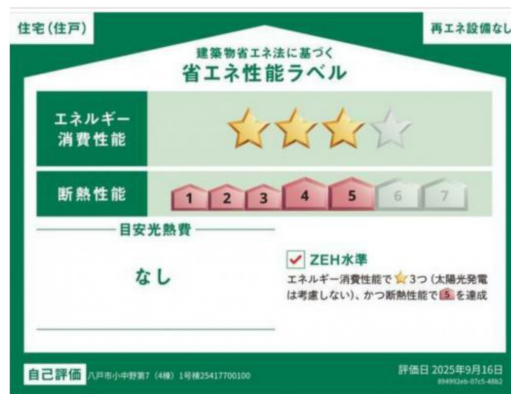 住宅(住戸)
再エネ設備なし
建築物省エネ法に基づく
省エネ性能ラベル
エネルギー
消費性能
断熱性能
1 2 3 4 5 6 7
目安光熱費
なし
ZEH水準
エネルギー消費性能で⭐3つ(太陽光発電
は考慮しない)、かつ断熱性能で5を達成
自己評価
八戸市小中野第7(4棟)1号棟25417700100
評価日 2025年9月16日
894992eb-07c5-48b2